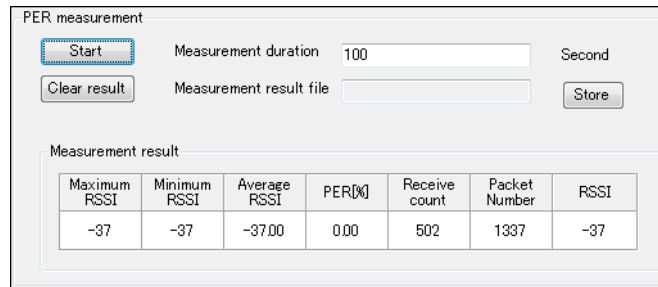 PER measurement
Start Measurement duration 100 Second
Clear result Measurement result file Store
Measurement result
Maximum RSSI Minimum RSSI Average RSSI PER[%] Receive count Packet Number RSSI
-37 -37 -37.00 0.00 502 1337 -37